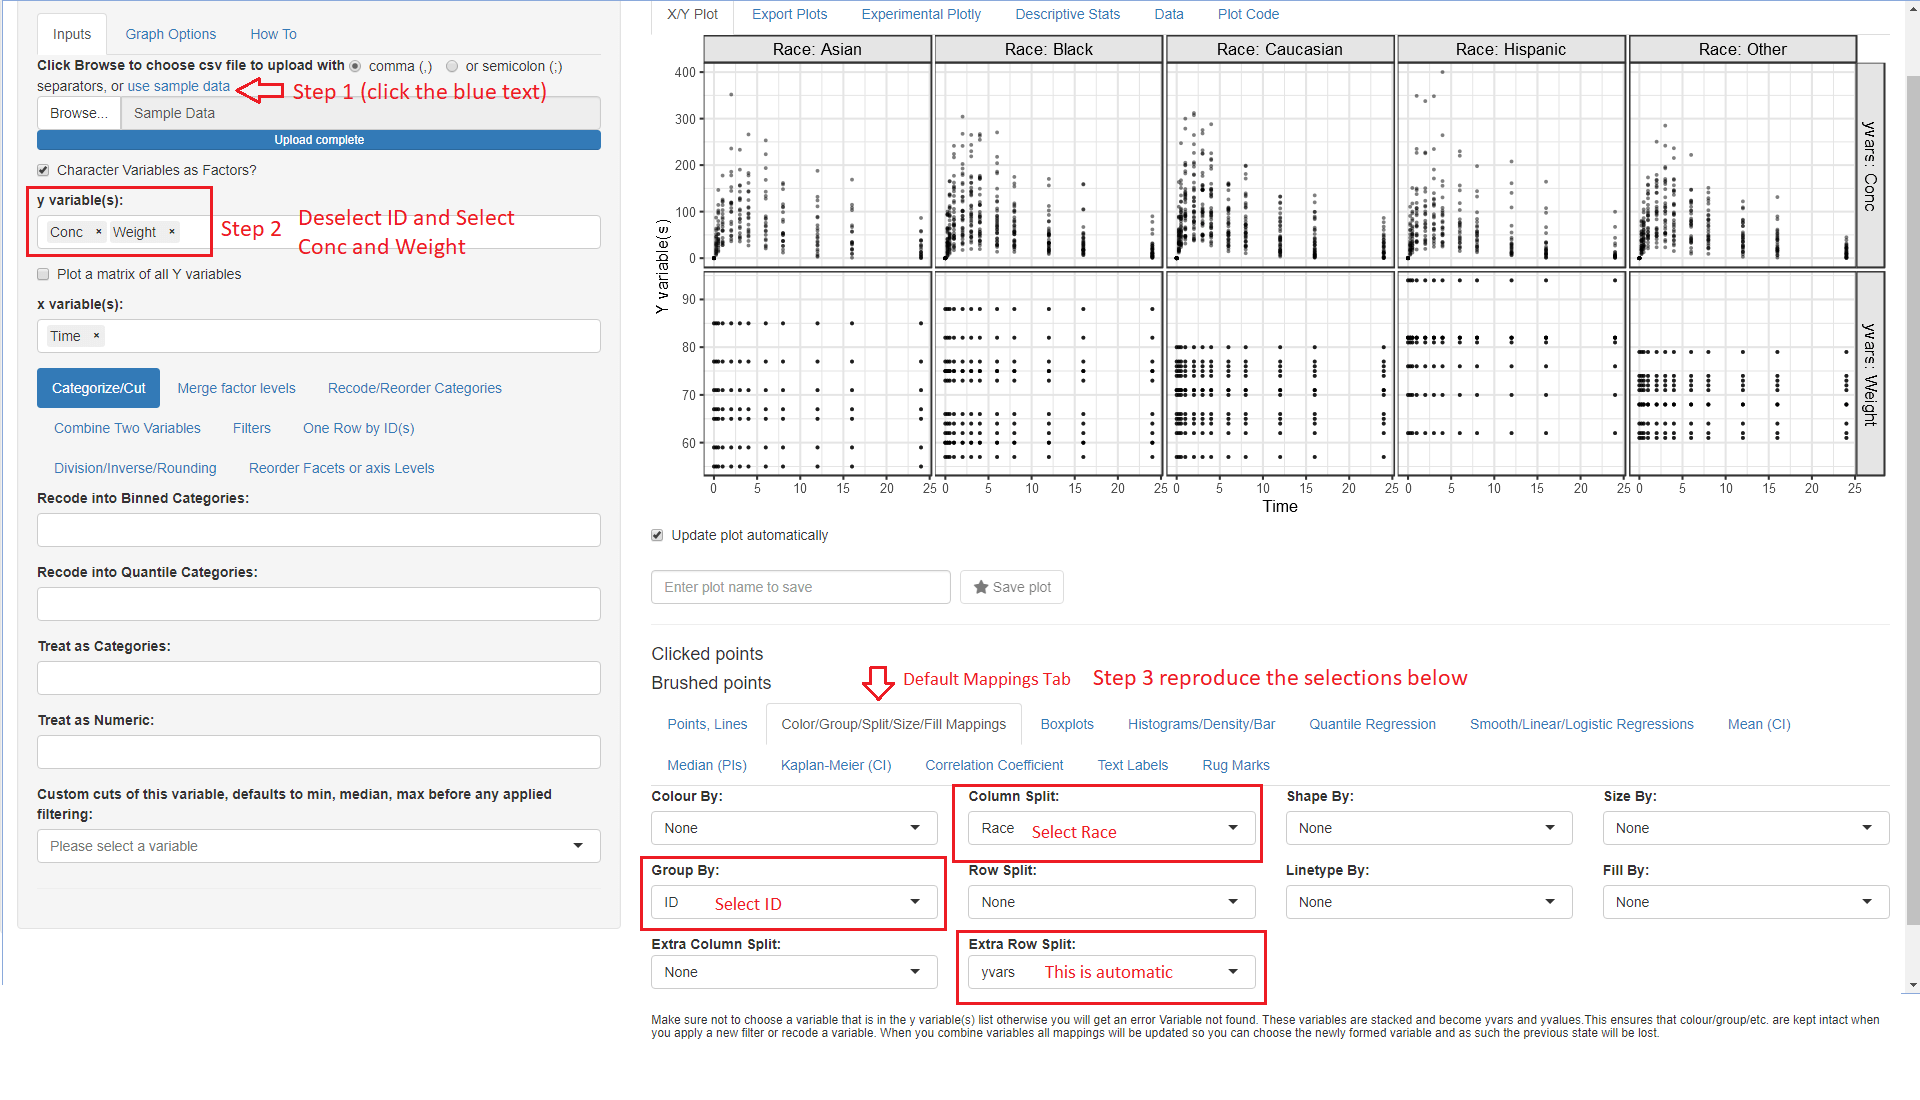 Inputs
Graph Options
How To
Click Browse to choose csv file to upload with comma (,) or semicolon (;)
separators, or use sample data
Step 1 (click the blue text)
Browse...
Sample Data
Upload complete
Character Variables as Factors?
y variable(s):
Conc × Weight ×
Step 2
Deselect ID and Select
Conc and Weight
Plot a matrix of all Y variables
x variable(s):
Time ×
Categorize/Cut
Merge factor levels
Recode/Reorder Categories
Combine Two Variables
Filters
One Row by ID(s)
Division/Inverse/Rounding
Reorder Facets or axis Levels
Recode into Binned Categories:
Recode into Quantile Categories:
Treat as Categories:
Treat as Numeric:
Custom cuts of this variable, defaults to min, median, max before any applied
filtering:
Please select a variable
X/Y Plot
Export Plots
Experimental Plotly
Descriptive Stats
Data
Plot Code
Race: Asian
Race: Black
Race: Caucasian
Race: Hispanic
Race: Other
400
300
200
100
0
yvars: Conc
Y variable(s)
90
80
70
60
yvars: Weight
0 5 10 15 20 25
0 5 10 15 20 25
0 5 10 15 20 25
0 5 10 15 20 25
0 5 10 15 20 25
Time
Update plot automatically
Enter plot name to save
Save plot
Clicked points
Brushed points
Default Mappings Tab
Step 3 reproduce the selections below
Points, Lines
Color/Group/Split/Size/Fill Mappings
Boxplots
Histograms/Density/Bar
Quantile Regression
Smooth/Linear/Logistic Regressions
Mean (CI)
Median (PIs)
Kaplan-Meier (CI)
Correlation Coefficient
Text Labels
Rug Marks
Colour By:
None
Column Split:
Race Select Race
Shape By:
None
Size By:
None
Group By:
ID Select ID
Row Split:
None
Linetype By:
None
Fill By:
None
Extra Column Split:
None
Extra Row Split:
yvars This is automatic
Make sure not to choose a variable that is in the y variable(s) list otherwise you will get an error Variable not found. These variables are stacked and become yvars and yvalues.This ensures that colour/group/etc. are kept intact when
you apply a new filter or recode a variable. When you combine variables all mappings will be updated so you can choose the newly formed variable and as such the previous state will be lost.